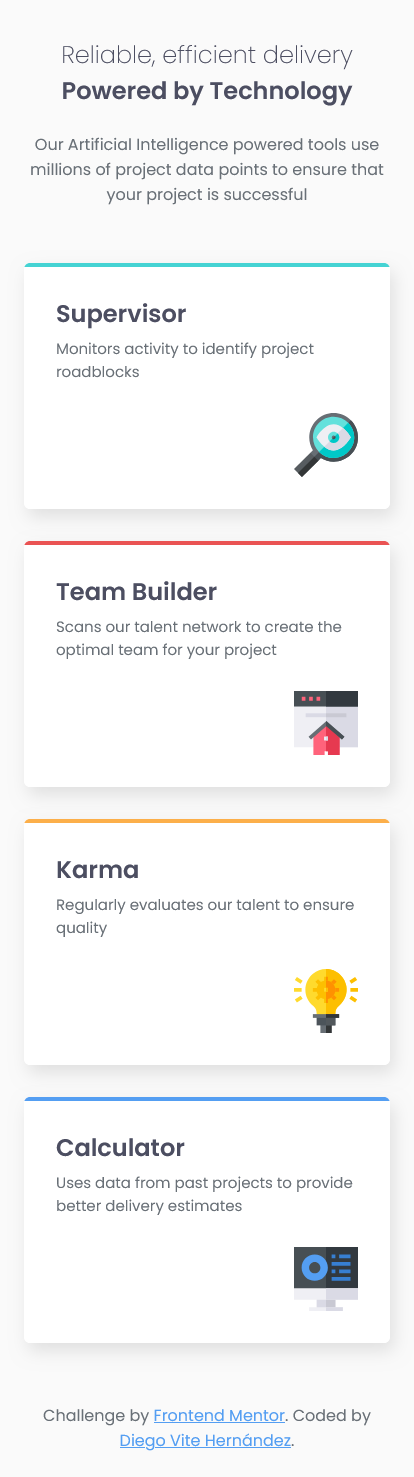 Reliable, efficient delivery
Powered by Technology
Our Artificial Intelligence powered tools use
millions of project data points to ensure that
your project is successful
Supervisor
Monitors activity to identify project
roadblocks
Team Builder
Scans our talent network to create the
optimal team for your project
Karma
Regularly evaluates our talent to ensure
quality
Calculator
Uses data from past projects to provide
better delivery estimates
Challenge by Frontend Mentor. Coded by
Diego Vite Hernández.